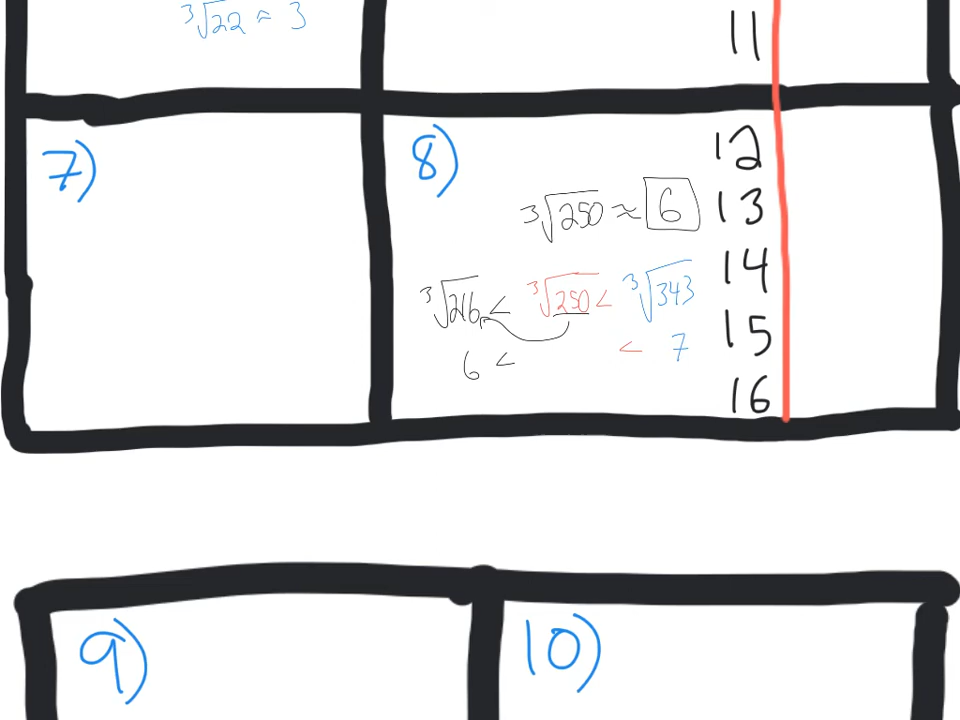 ∛22 ≈ 3
11
7)
8)
12
∛250 ≈ 6
13
14
∛216 < ∛250 < ∛343
15
6 < < 7
16
9)
10)